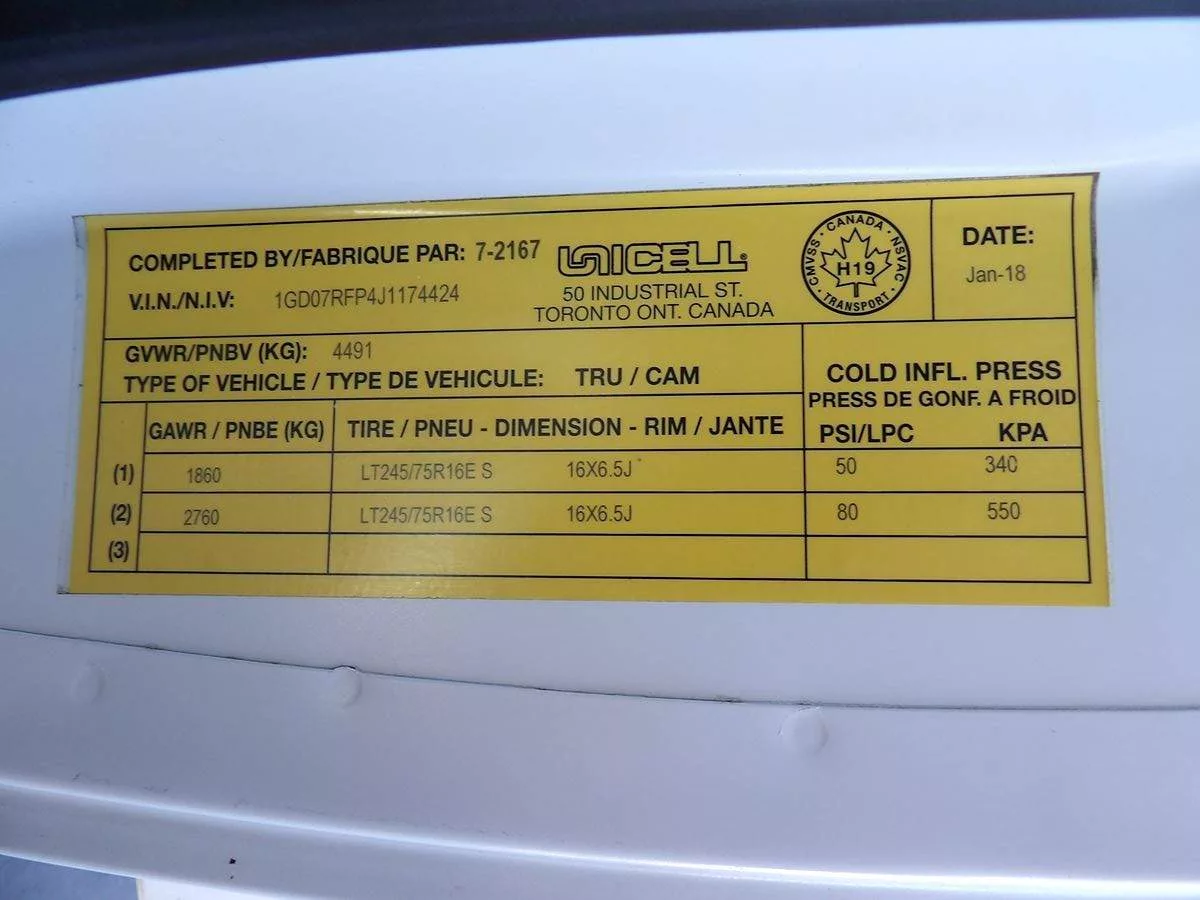 COMPLETED BY/FABRIQUE PAR: 7-2167
UNICELL
50 INDUSTRIAL ST.
TORONTO ONT. CANADA
V.I.N./N.I.V: 1GD07RFP4J1174424
CANADA · NSVAC · TRANSPORT · CMVSS ·
H19
DATE:
Jan-18
GVWR/PNBV (KG): 4491
TYPE OF VEHICLE / TYPE DE VEHICULE: TRU / CAM
COLD INFL. PRESS
PRESS DE GONF. A FROID
GAWR / PNBE (KG) TIRE / PNEU - DIMENSION - RIM / JANTE PSI/LPC KPA
(1) 1860 LT245/75R16E S 16X6.5J 50 340
(2) 2760 LT245/75R16E S 16X6.5J 80 550
(3)